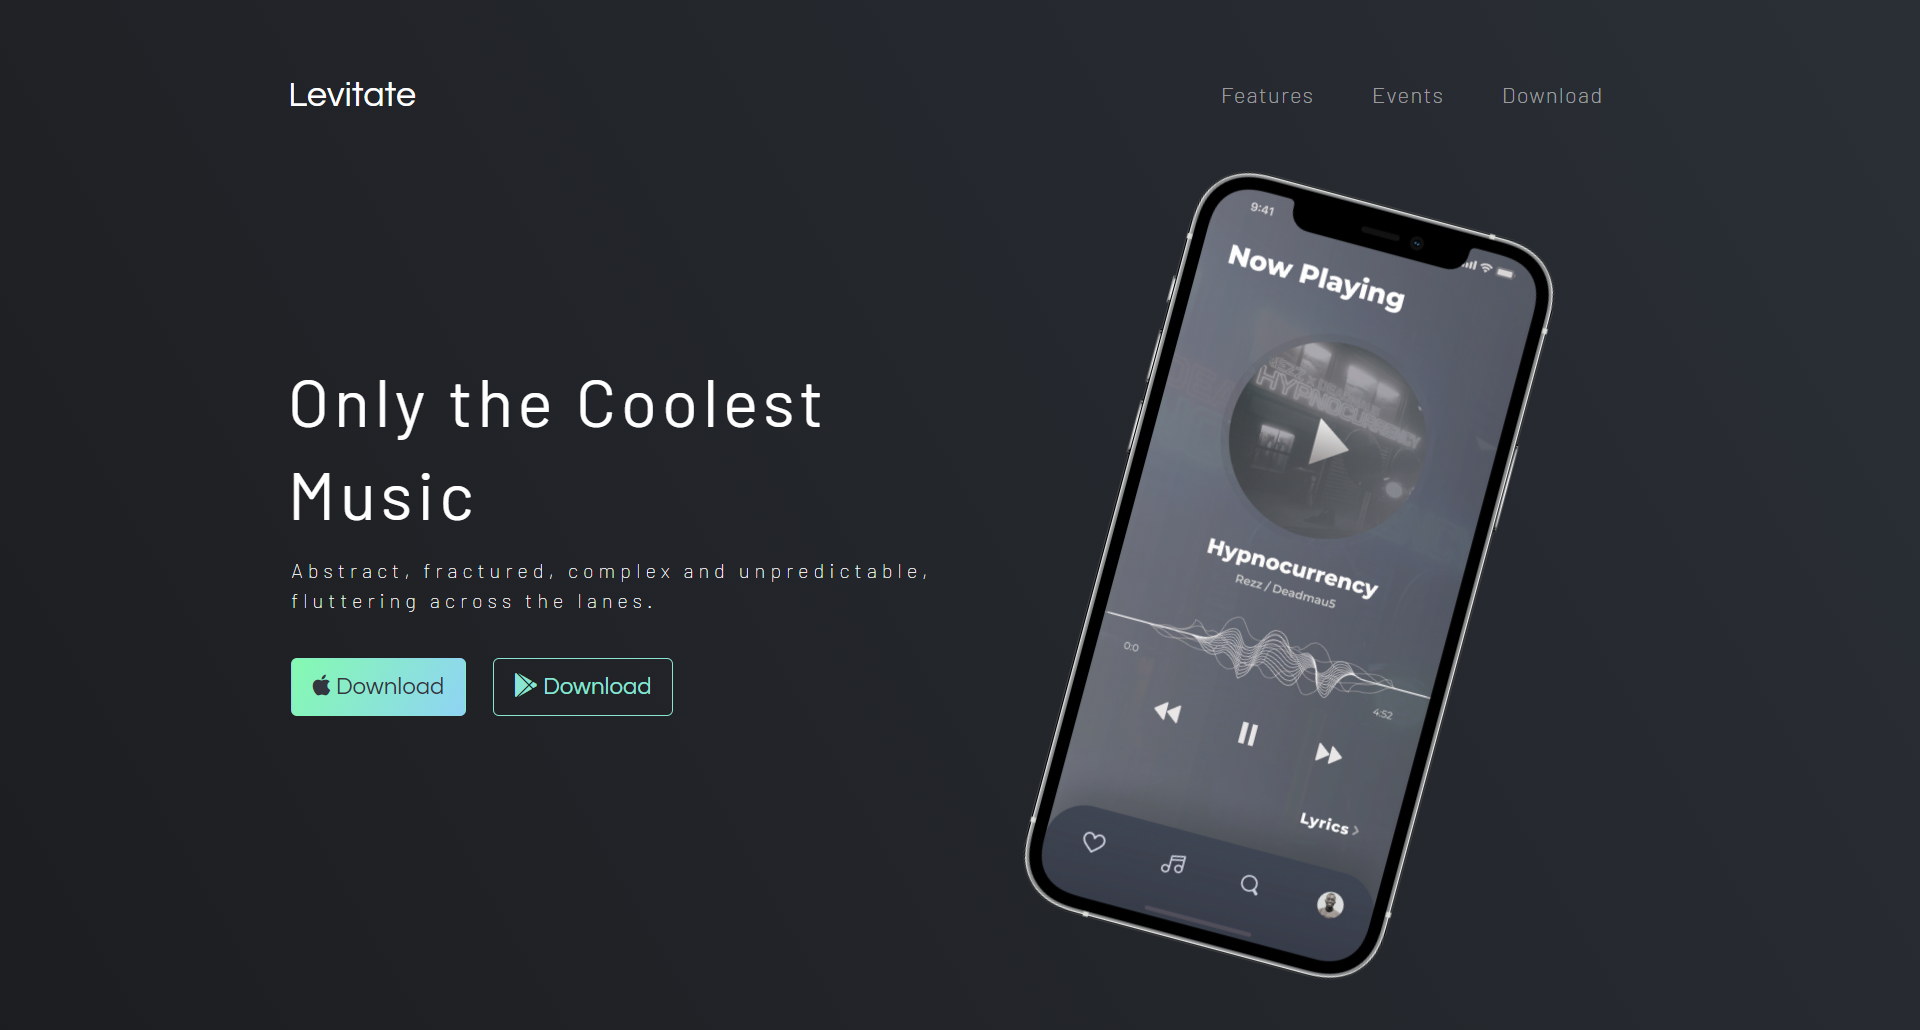 Levitate
Features Events Download
Only the Coolest
Music
Abstract, fractured, complex and unpredictable,
fluttering across the lanes.
Download Download
9:41
Now Playing
HYPNOCURRENCY
Hypnocurrency
Rezz / Deadmau5
0:0
4:52
Lyrics